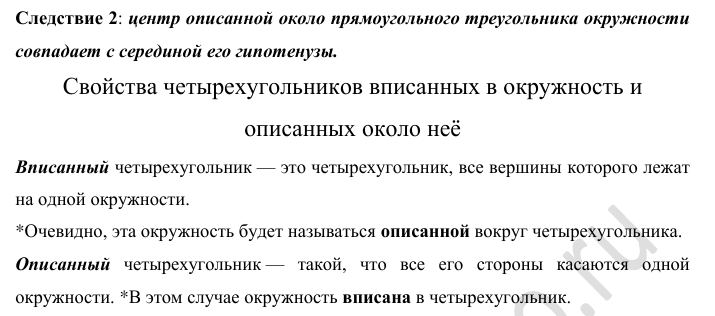 Следствие 2: центр описанной около прямоугольного треугольника окружности
совпадает с серединой его гипотенузы.
Свойства четырехугольников вписанных в окружность и
описанных около неё
Вписанный четырехугольник — это четырехугольник, все вершины которого лежат
на одной окружности.
*Очевидно, эта окружность будет называться описанной вокруг четырехугольника.
Описанный четырехугольник — такой, что все его стороны касаются одной
окружности. *В этом случае окружность вписана в четырехугольник.